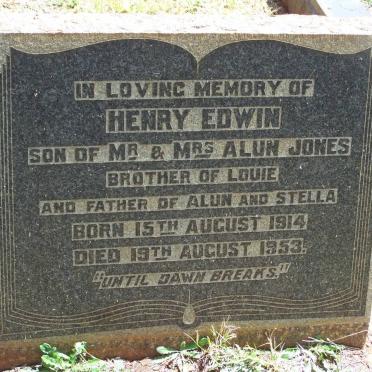 IN LOVING MEMORY OF
HENRY EDWIN
SON OF MR & MRS ALUN JONES
BROTHER OF LOUIE
AND FATHER OF ALUN AND STELLA
BORN 15TH AUGUST 1914
DIED 19TH AUGUST 1953.
"UNTIL DAWN BREAKS."